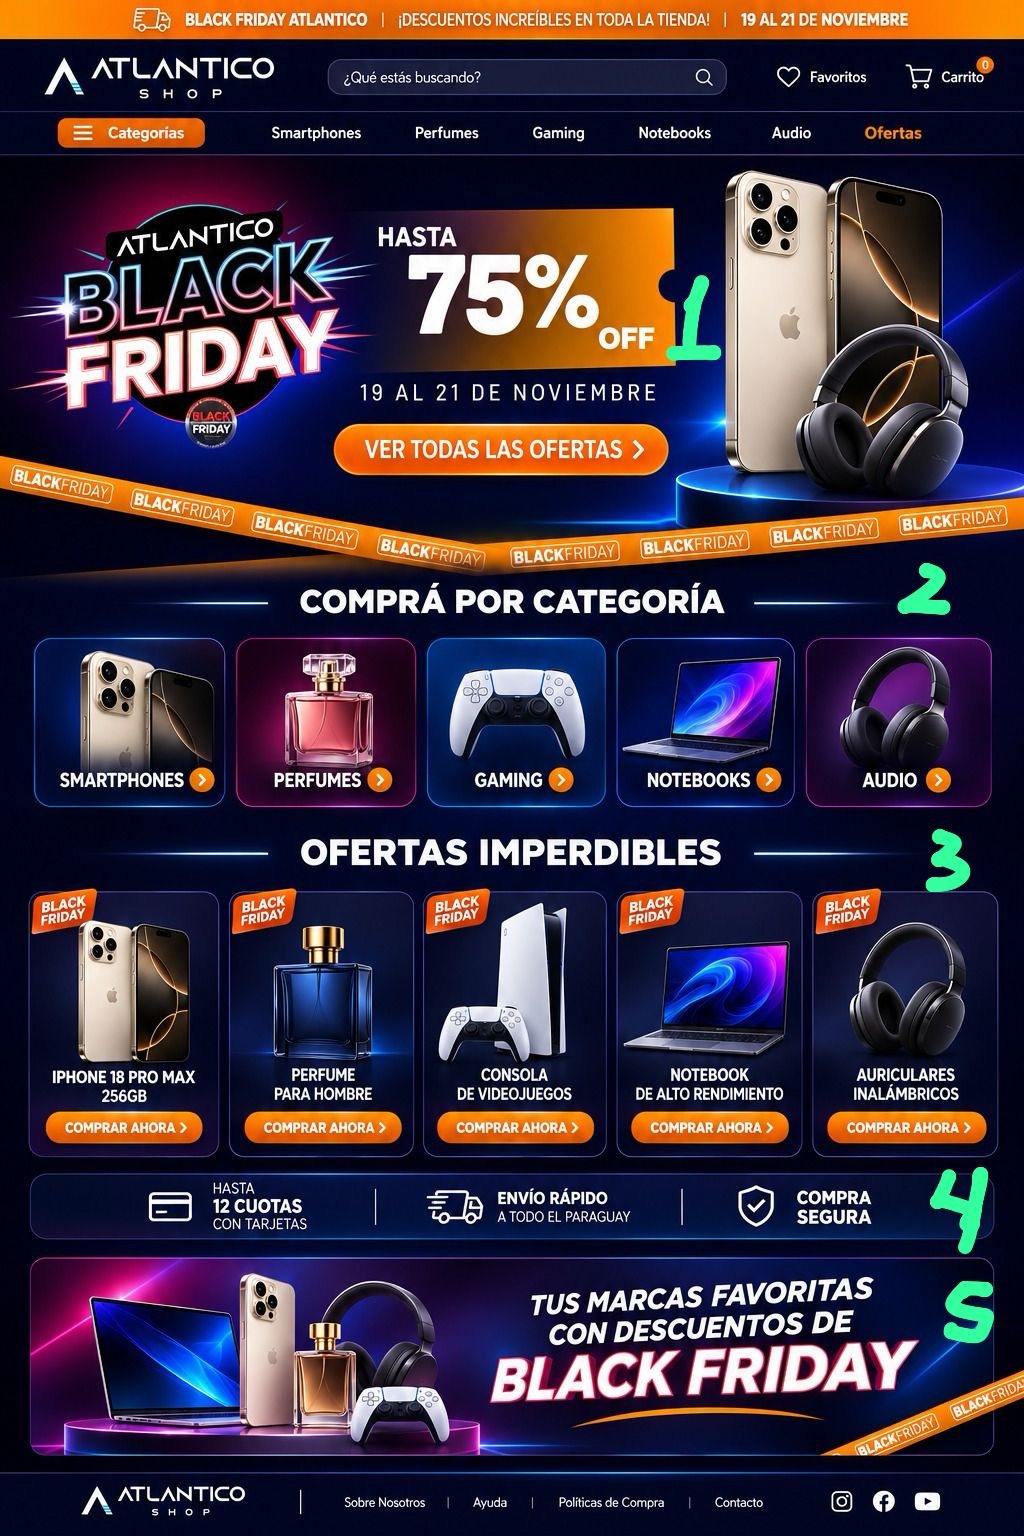 BLACK FRIDAY ATLANTICO | ¡DESCUENTOS INCREÍBLES EN TODA LA TIENDA! | 19 AL 21 DE NOVIEMBRE
ATLANTICO
SHOP
¿Qué estás buscando?
Favoritos
Carrito
0
Categorías
Smartphones
Perfumes
Gaming
Notebooks
Audio
Ofertas
ATLANTICO
BLACK
FRIDAY
BLACK
FRIDAY
HASTA
75%
OFF
1
19 AL 21 DE NOVIEMBRE
VER TODAS LAS OFERTAS
BLACKFRIDAY
BLACKFRIDAY
BLACKFRIDAY
BLACKFRIDAY
BLACKFRIDAY
BLACKFRIDAY
BLACKFRIDAY
BLACKFRIDAY
COMPRÁ POR CATEGORÍA
2
SMARTPHONES
PERFUMES
GAMING
NOTEBOOKS
AUDIO
OFERTAS IMPERDIBLES
3
BLACK
FRIDAY
IPHONE 18 PRO MAX
256GB
COMPRAR AHORA
BLACK
FRIDAY
PERFUME
PARA HOMBRE
COMPRAR AHORA
BLACK
FRIDAY
CONSOLA
DE VIDEOJUEGOS
COMPRAR AHORA
BLACK
FRIDAY
NOTEBOOK
DE ALTO RENDIMIENTO
COMPRAR AHORA
BLACK
FRIDAY
AURICULARES
INALÁMBRICOS
COMPRAR AHORA
HASTA
12 CUOTAS
CON TARJETAS
ENVÍO RÁPIDO
A TODO EL PARAGUAY
COMPRA
SEGURA
4
TUS MARCAS FAVORITAS
CON DESCUENTOS DE
BLACK FRIDAY
5
BLACKFRIDAY
BLACKFRIDAY
ATLANTICO
SHOP
Sobre Nosotros | Ayuda | Políticas de Compra | Contacto